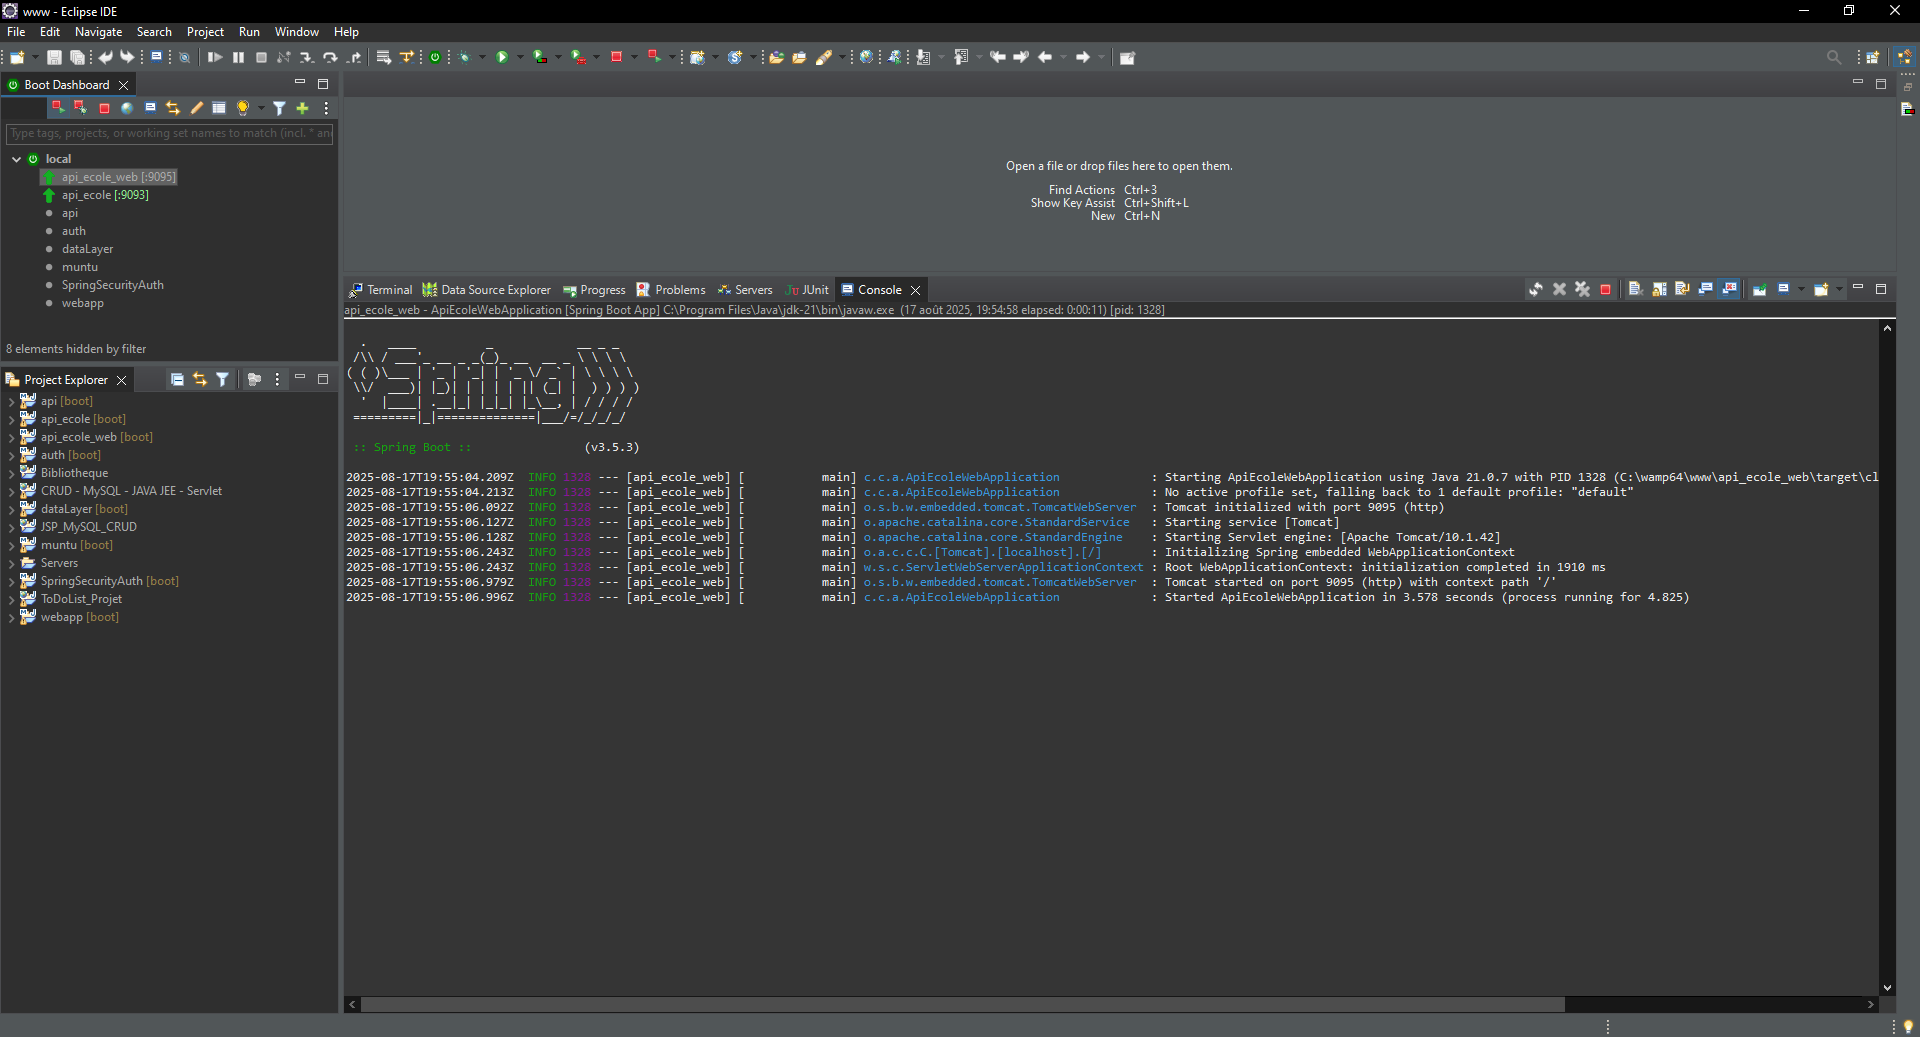 www - Eclipse IDE
File Edit Navigate Search Project Run Window Help
Boot Dashboard
Type tags, projects, or working set names to match (incl. * an
local
api_ecole_web [:9095]
api_ecole [:9093]
api
auth
dataLayer
muntu
SpringSecurityAuth
webapp
8 elements hidden by filter
Project Explorer
api [boot]
api_ecole [boot]
api_ecole_web [boot]
auth [boot]
Bibliotheque
CRUD - MySQL - JAVA JEE - Servlet
dataLayer [boot]
JSP_MySQL_CRUD
muntu [boot]
Servers
SpringSecurityAuth [boot]
ToDoList_Projet
webapp [boot]
Open a file or drop files here to open them.
Find Actions Ctrl+3
Show Key Assist Ctrl+Shift+L
New Ctrl+N
Terminal Data Source Explorer Progress Problems Servers JUnit Console
api_ecole_web - ApiEcoleWebApplication [Spring Boot App] C:\Program Files\Java\jdk-21\bin\javaw.exe (17 août 2025, 19:54:58 elapsed: 0:00:11) [pid: 1328]
Spring
:: Spring Boot :: (v3.5.3)
2025-08-17T19:55:04.209Z INFO 1328 --- [api_ecole_web] [ main] c.c.a.ApiEcoleWebApplication : Starting ApiEcoleWebApplication using Java 21.0.7 with PID 1328 (C:\wamp64\www\api_ecole_web\target\cl
2025-08-17T19:55:04.213Z INFO 1328 --- [api_ecole_web] [ main] c.c.a.ApiEcoleWebApplication : No active profile set, falling back to 1 default profile: "default"
2025-08-17T19:55:06.092Z INFO 1328 --- [api_ecole_web] [ main] o.s.b.w.embedded.tomcat.TomcatWebServer : Tomcat initialized with port 9095 (http)
2025-08-17T19:55:06.127Z INFO 1328 --- [api_ecole_web] [ main] o.apache.catalina.core.StandardService : Starting service [Tomcat]
2025-08-17T19:55:06.128Z INFO 1328 --- [api_ecole_web] [ main] o.apache.catalina.core.StandardEngine : Starting Servlet engine: [Apache Tomcat/10.1.42]
2025-08-17T19:55:06.243Z INFO 1328 --- [api_ecole_web] [ main] o.a.c.c.C.[Tomcat].[localhost].[/] : Initializing Spring embedded WebApplicationContext
2025-08-17T19:55:06.243Z INFO 1328 --- [api_ecole_web] [ main] w.s.c.ServletWebServerApplicationContext : Root WebApplicationContext: initialization completed in 1910 ms
2025-08-17T19:55:06.979Z INFO 1328 --- [api_ecole_web] [ main] o.s.b.w.embedded.tomcat.TomcatWebServer : Tomcat started on port 9095 (http) with context path '/'
2025-08-17T19:55:06.996Z INFO 1328 --- [api_ecole_web] [ main] c.c.a.ApiEcoleWebApplication : Started ApiEcoleWebApplication in 3.578 seconds (process running for 4.825)